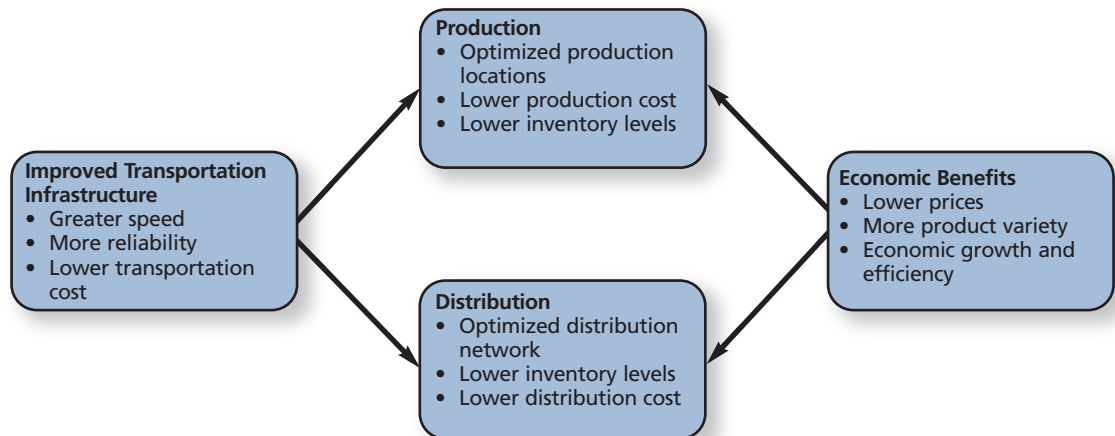 Production
• Optimized production
locations
• Lower production cost
• Lower inventory levels
Improved Transportation
Infrastructure
• Greater speed
• More reliability
• Lower transportation
cost
Economic Benefits
• Lower prices
• More product variety
• Economic growth and
efficiency
Distribution
• Optimized distribution
network
• Lower inventory levels
• Lower distribution cost